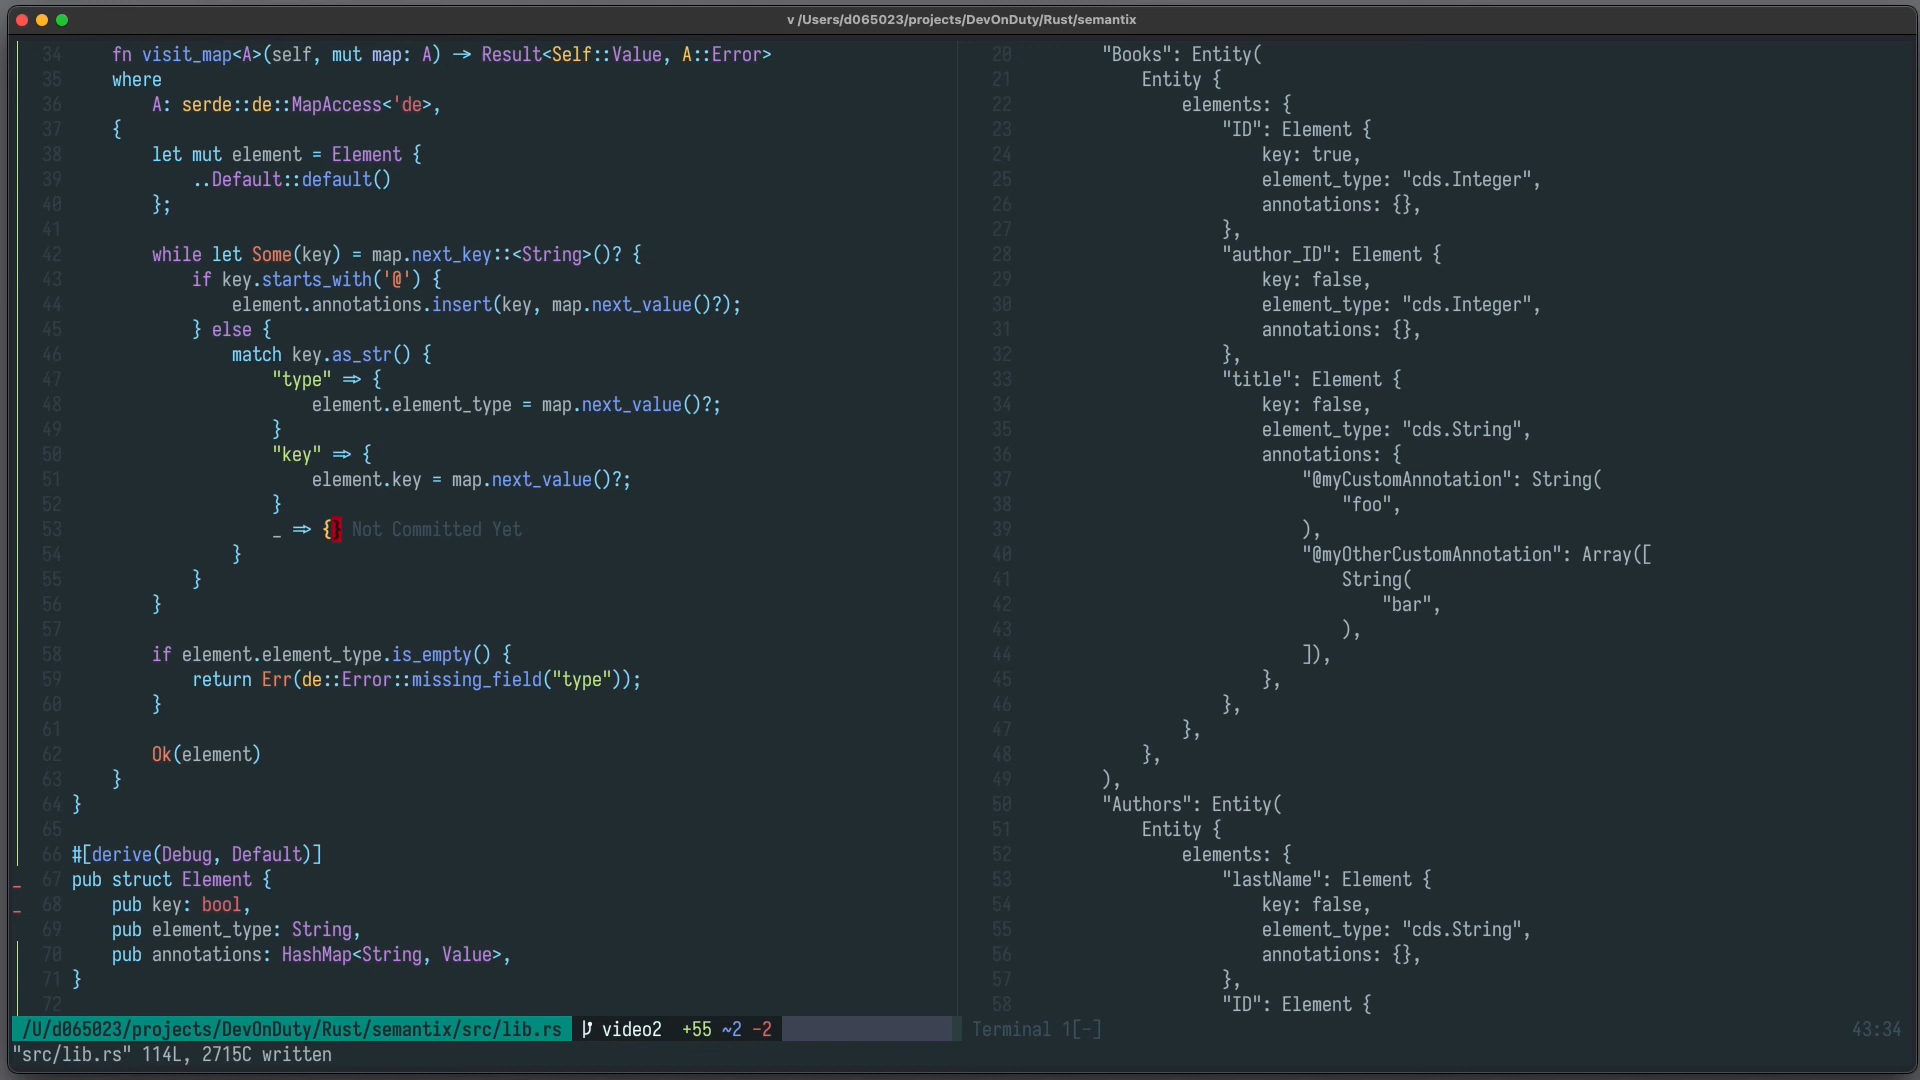 v /Users/d065023/projects/DevOnDuty/Rust/semantix
34 fn visit_map<A>(self, mut map: A) -> Result<Self::Value, A::Error>
35 where
36 A: serde::de::MapAccess<'de>,
37 {
38 let mut element = Element {
39 ..Default::default()
40 };
41
42 while let Some(key) = map.next_key::<String>()? {
43 if key.starts_with('@') {
44 element.annotations.insert(key, map.next_value()?);
45 } else {
46 match key.as_str() {
47 "type" => {
48 element.element_type = map.next_value()?;
49 }
50 "key" => {
51 element.key = map.next_value()?;
52 }
53 _ => {} Not Committed Yet
54 }
55 }
56 }
57
58 if element.element_type.is_empty() {
59 return Err(de::Error::missing_field("type"));
60 }
61
62 Ok(element)
63 }
64 }
65
66 #[derive(Debug, Default)]
67 pub struct Element {
68 pub key: bool,
69 pub element_type: String,
70 pub annotations: HashMap<String, Value>,
71 }
72
/U/d065023/projects/DevOnDuty/Rust/semantix/src/lib.rs video2 +55 ~2 -2
"src/lib.rs" 114L, 2715C written
20 "Books": Entity(
21 Entity {
22 elements: {
23 "ID": Element {
24 key: true,
25 element_type: "cds.Integer",
26 annotations: {},
27 },
28 "author_ID": Element {
29 key: false,
30 element_type: "cds.Integer",
31 annotations: {},
32 },
33 "title": Element {
34 key: false,
35 element_type: "cds.String",
36 annotations: {
37 "@myCustomAnnotation": String(
38 "foo",
39 ),
40 "@myOtherCustomAnnotation": Array([
41 String(
42 "bar",
43 ),
44 ]),
45 },
46 },
47 },
48 },
49 ),
50 "Authors": Entity(
51 Entity {
52 elements: {
53 "lastName": Element {
54 key: false,
55 element_type: "cds.String",
56 annotations: {},
57 },
58 "ID": Element {
Terminal 1[-] 43:34